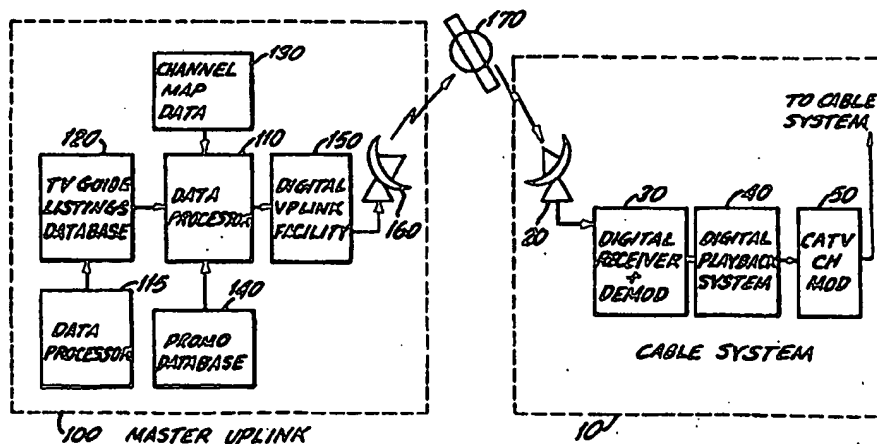 170
190
CHANNEL
MAP
DATA
120
TV GUIDE
LISTINGS
DATABASE
110
DATA
PROCESSOR
150
DIGITAL
UPLINK
FACILITY
160
115
DATA
PROCESSOR
140
PROMO
DATABASE
100 MASTER UPLINK
TO CABLE
SYSTEM
20
30
DIGITAL
RECEIVER
+
DEMOD
40
DIGITAL
PLAYBACK
SYSTEM
50
CATV
CH
MOD
CABLE SYSTEM
10